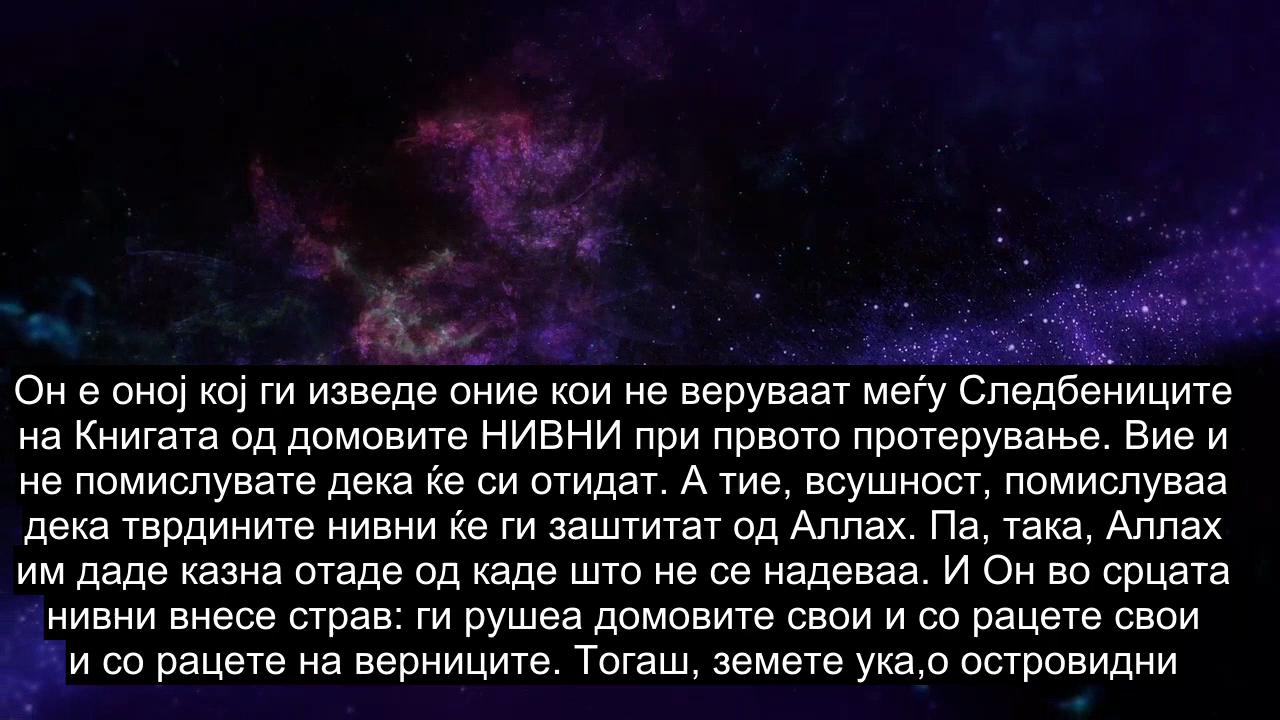 Он е оној кој ги изведе оние кои не веруваат меѓу Следбениците
на Книгата од домовите НИВНИ при првото протерување. Вие и
не помислувате дека ќе си отидат. А тие, всушност, помислуваа
дека тврдините нивни ќе ги заштитат од Аллах. Па, така, Аллах
им даде казна отаде од каде што не се надеваа. И Он во срцата
нивни внесе страв: ги рушеа домовите свои и со рацете свои
и со рацете на верниците. Тогаш, земете ука,о островидни